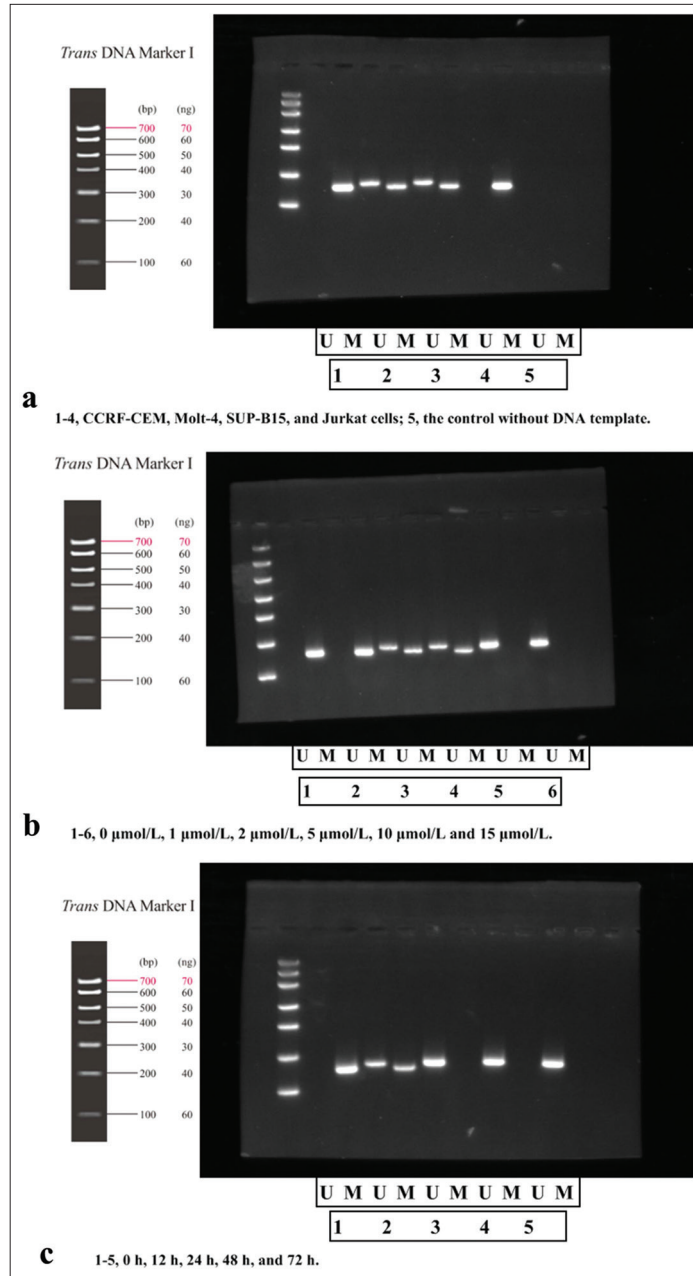 Trans DNA Marker I
(bp) (ng)
700 70
600 60
500 50
400 40
300 30
200 40
100 60
U M U M U M U M U M
1 2 3 4 5
a
1-4, CCRF-CEM, Molt-4, SUP-B15, and Jurkat cells; 5, the control without DNA template.
Trans DNA Marker I
(bp) (ng)
700 70
600 60
500 50
400 40
300 30
200 40
100 60
U M U M U M U M U M U M
1 2 3 4 5 6
b
1-6, 0 μmol/L, 1 μmol/L, 2 μmol/L, 5 μmol/L, 10 μmol/L and 15 μmol/L.
Trans DNA Marker I
(bp) (ng)
700 70
600 60
500 50
400 40
300 30
200 40
100 60
U M U M U M U M U M
1 2 3 4 5
c
1-5, 0 h, 12 h, 24 h, 48 h, and 72 h.